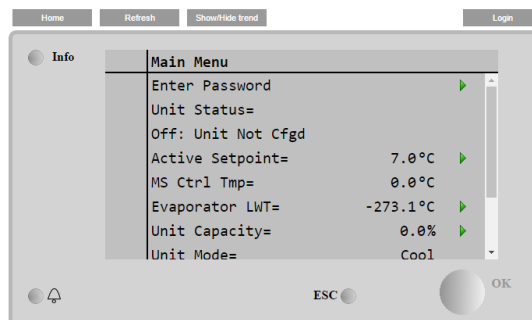 Home Refresh Show/Hide trend Login
Info
Main Menu
Enter Password
Unit Status=
Off: Unit Not Cfgd
Active Setpoint= 7.0°C
MS Ctrl Tmp= 0.0°C
Evaporator LWT= -273.1°C
Unit Capacity= 0.0%
Unit Mode= Cool
ESC OK